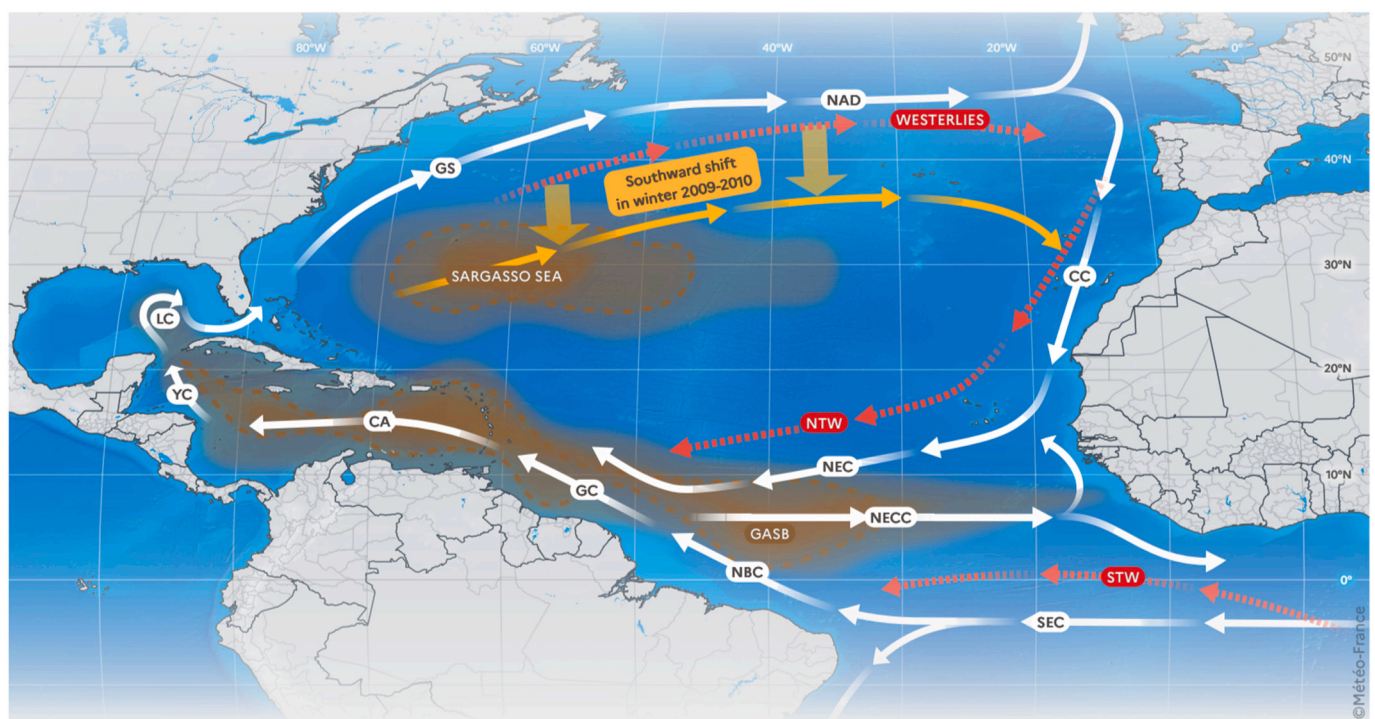 80°W
60°W
40°W
20°W
0°
50°N
NAD
WESTERLIES
40°N
GS
Southward shift
in winter 2009-2010
SARGASSO SEA
CC
30°N
LC
20°N
YC
CA
NTW
NEC
10°N
GC
NECC
GASB
NBC
STW
0°
SEC
©Météo-France